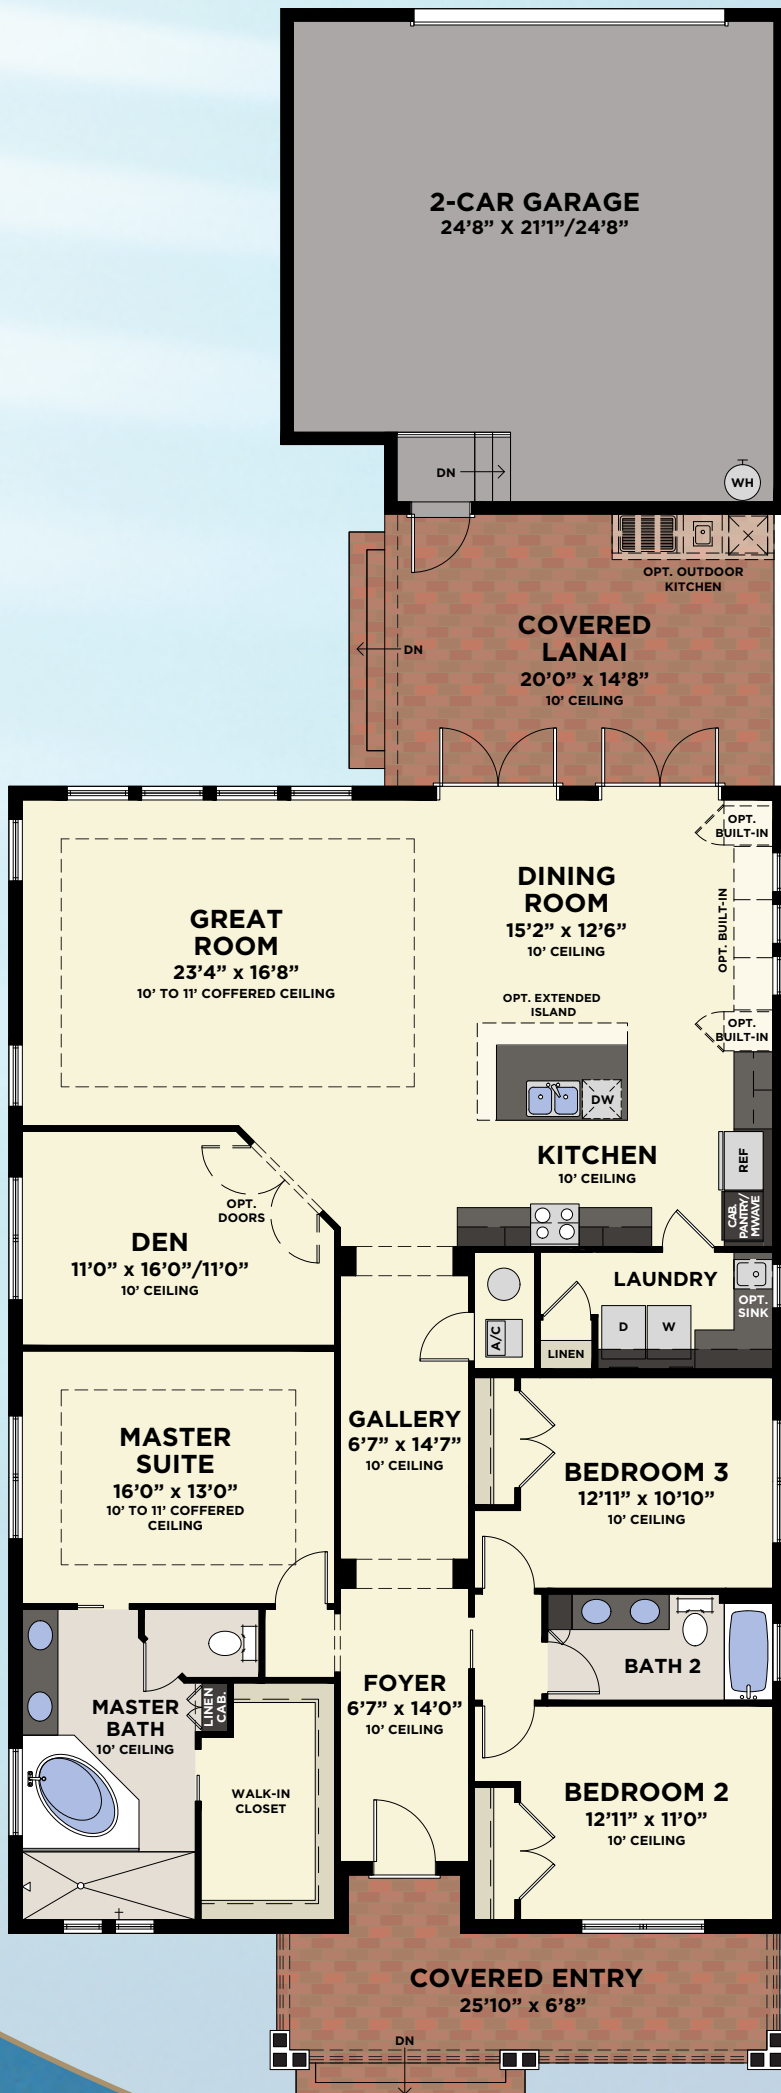 2-CAR GARAGE
24'8” X 21'1”/24'8”
DN
WH
OPT. OUTDOOR
KITCHEN
COVERED
LANAI
20'0” x 14'8”
10' CEILING
DN
OPT.
BUILT-IN
DINING
ROOM
15'2” x 12'6”
10' CEILING
OPT. BUILT-IN
GREAT
ROOM
23'4” x 16'8”
10' TO 11' COFFERED CEILING
OPT. EXTENDED
ISLAND
OPT.
BUILT-IN
DW
KITCHEN
10' CEILING
REF
CAB.
PANTRY/
MWAVE
OPT.
DOORS
DEN
11'0” x 16'0”/11'0”
10' CEILING
LAUNDRY
OPT.
SINK
A/C
D
W
LINEN
GALLERY
6'7” x 14'7”
10' CEILING
MASTER
SUITE
16'0” x 13'0”
10' TO 11' COFFERED
CEILING
BEDROOM 3
12'11” x 10'10”
10' CEILING
BATH 2
FOYER
6'7” x 14'0”
10' CEILING
MASTER
BATH
10' CEILING
LINEN
CAB.
WALK-IN
CLOSET
BEDROOM 2
12'11” x 11'0”
10' CEILING
COVERED ENTRY
25'10” x 6'8”
DN